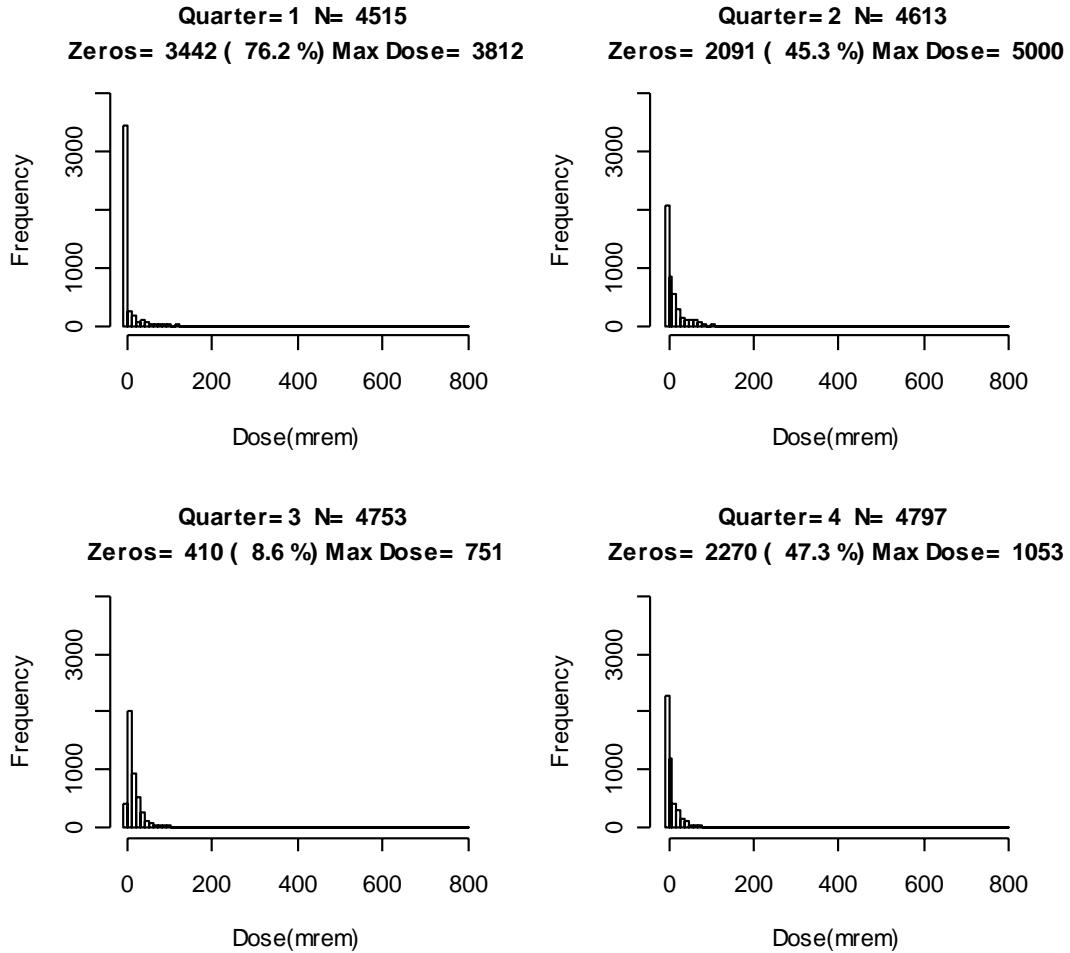 Quarter= 1 N= 4515
Zeros= 3442 ( 76.2 %) Max Dose= 3812
Frequency
0 1000 3000
0 200 400 600 800
Dose(mrem)
Quarter= 2 N= 4613
Zeros= 2091 ( 45.3 %) Max Dose= 5000
Frequency
0 1000 3000
0 200 400 600 800
Dose(mrem)
Quarter= 3 N= 4753
Zeros= 410 ( 8.6 %) Max Dose= 751
Frequency
0 1000 3000
0 200 400 600 800
Dose(mrem)
Quarter= 4 N= 4797
Zeros= 2270 ( 47.3 %) Max Dose= 1053
Frequency
0 1000 3000
0 200 400 600 800
Dose(mrem)